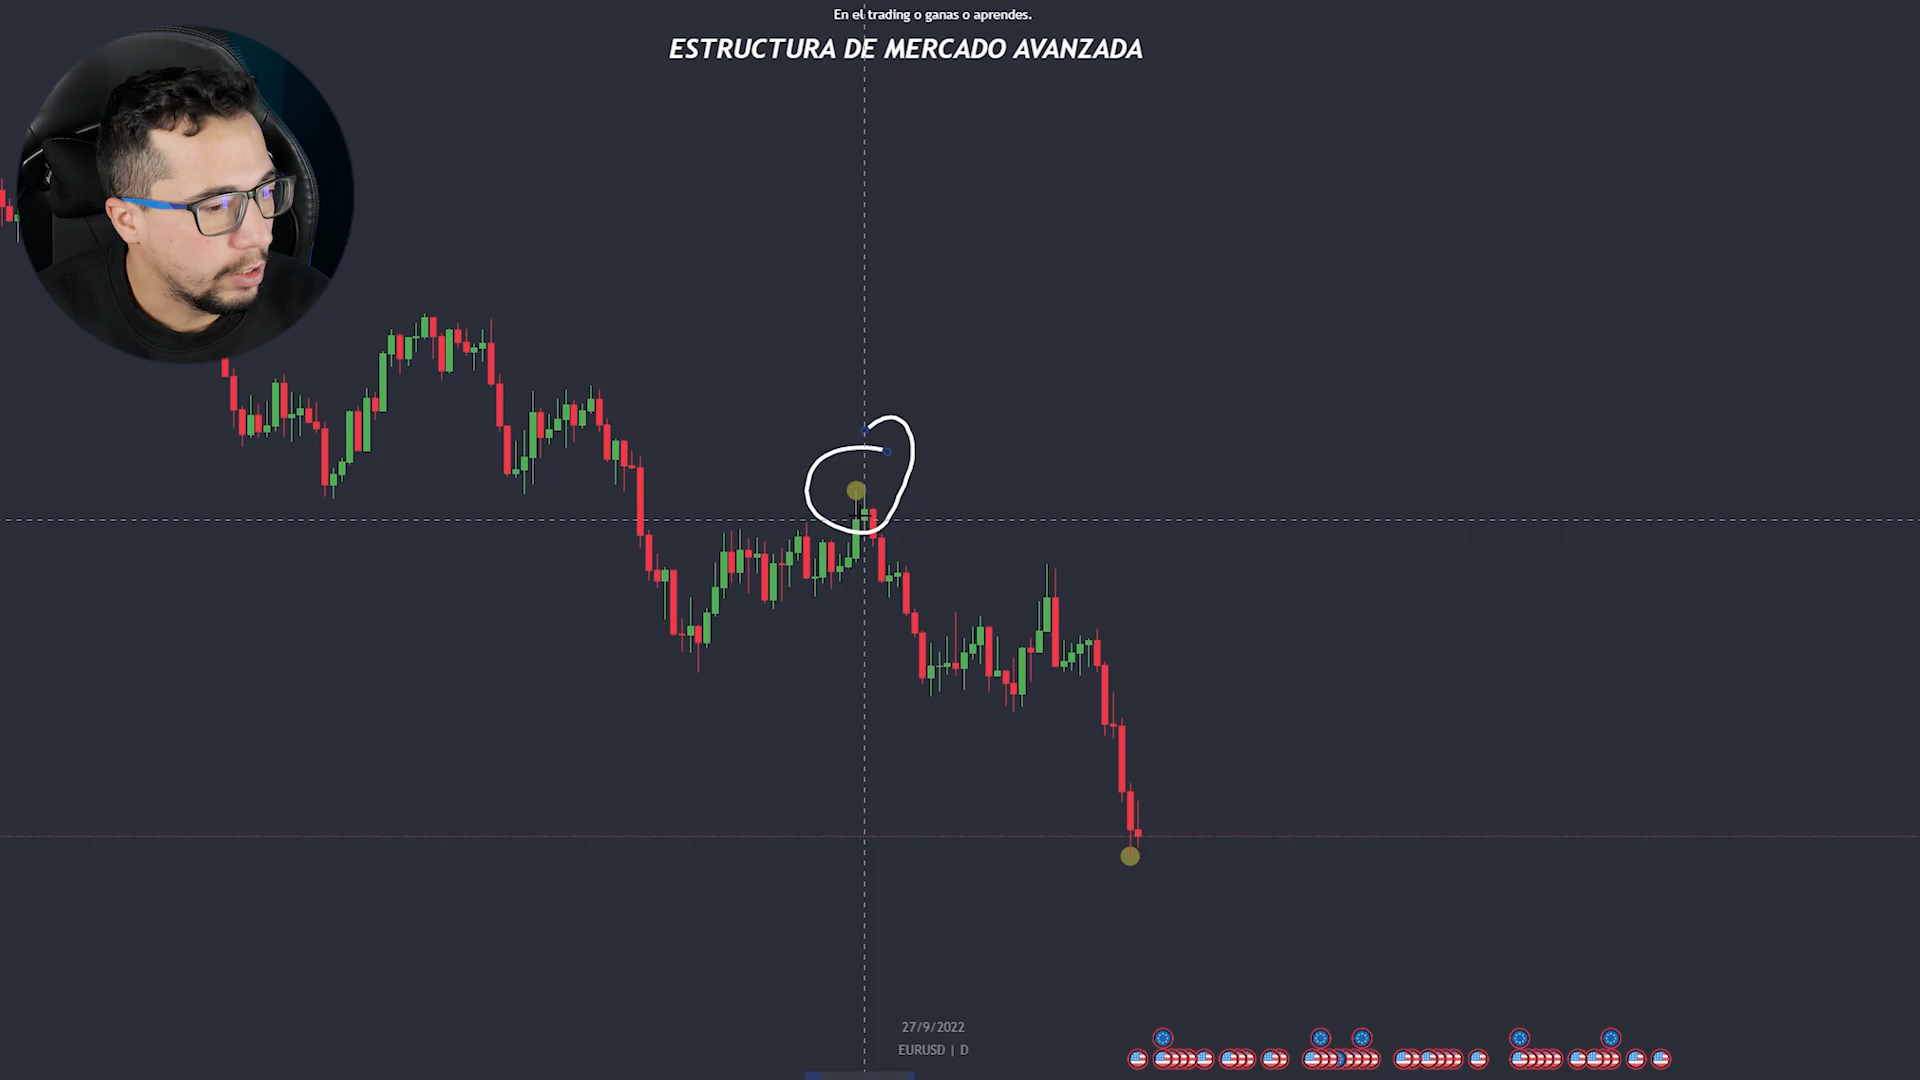 En el trading o ganas o aprendes.
ESTRUCTURA DE MERCADO AVANZADA
27/9/2022
EURUSD | D